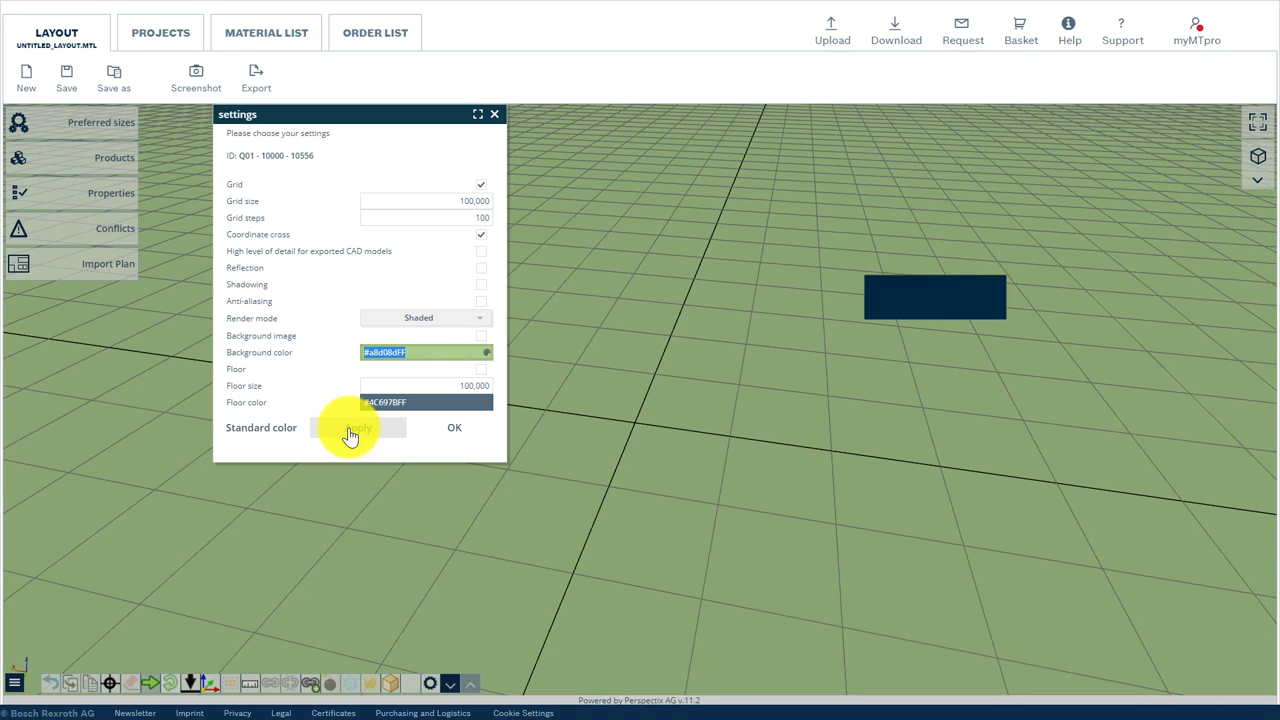 LAYOUT
UNTITLED_LAYOUT.MTL
PROJECTS
MATERIAL LIST
ORDER LIST
Upload
Download
Request
Basket
Help
Support
myMTpro
New
Save
Save as
Screenshot
Export
Preferred sizes
Products
Properties
Conflicts
Import Plan
settings
Please choose your settings
ID: Q01 - 10000 - 10556
Grid
Grid size 100,000
Grid steps 100
Coordinate cross
High level of detail for exported CAD models
Reflection
Shadowing
Anti-aliasing
Render mode Shaded
Background image
Background color #a8d08dFF
Floor
Floor size 100,000
Floor color #4C697BFF
Standard color Apply OK
Powered by Perspectix AG v.11.2
© Bosch Rexroth AG Newsletter Imprint Privacy Legal Certificates Purchasing and Logistics Cookie Settings